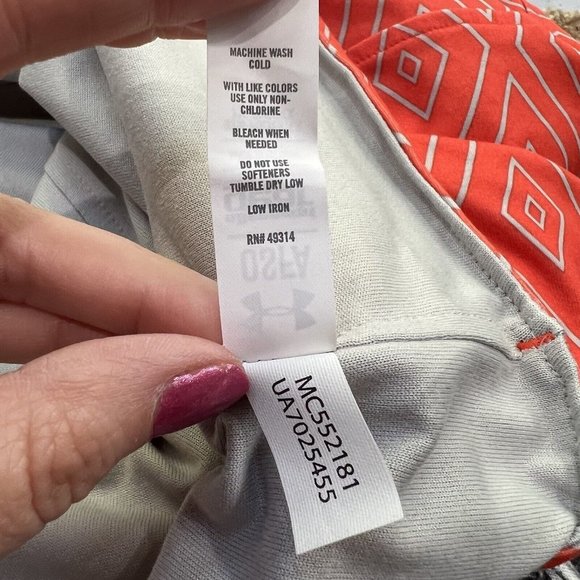 MACHINE WASH
COLD
WITH LIKE COLORS
USE ONLY NON-
CHLORINE
BLEACH WHEN
NEEDED
DO NOT USE
SOFTENERS
TUMBLE DRY LOW
LOW IRON
RN# 49314
OSFA
MC552181
UA7025455